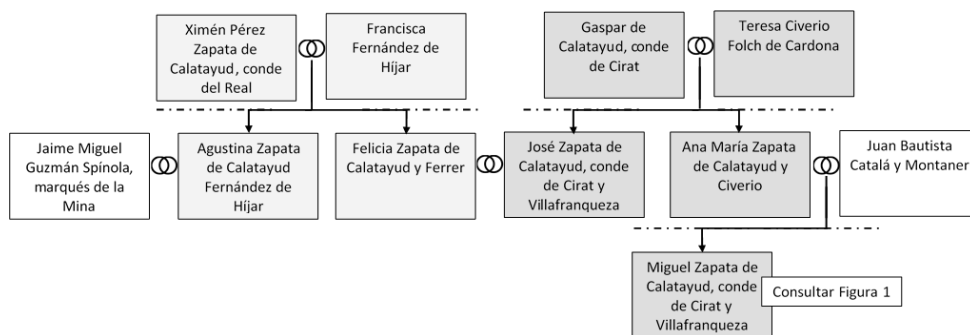 Ximén Pérez
Zapata de
Calatayud, conde
del Real
Francisca
Fernández de
Híjar
Gaspar de
Calatayud, conde
de Cirat
Teresa Civerio
Folch de Cardona
Jaime Miguel
Guzmán Spínola,
marqués de la
Mina
Agustina Zapata
de Calatayud
Fernández de
Híjar
Felicia Zapata de
Calatayud y Ferrer
José Zapata de
Calatayud, conde
de Cirat y
Villafranqueza
Ana María Zapata
de Calatayud y
Civerio
Juan Bautista
Catalá y Montaner
Miguel Zapata de
Calatayud, conde
de Cirat y
Villafranqueza
Consultar Figura 1